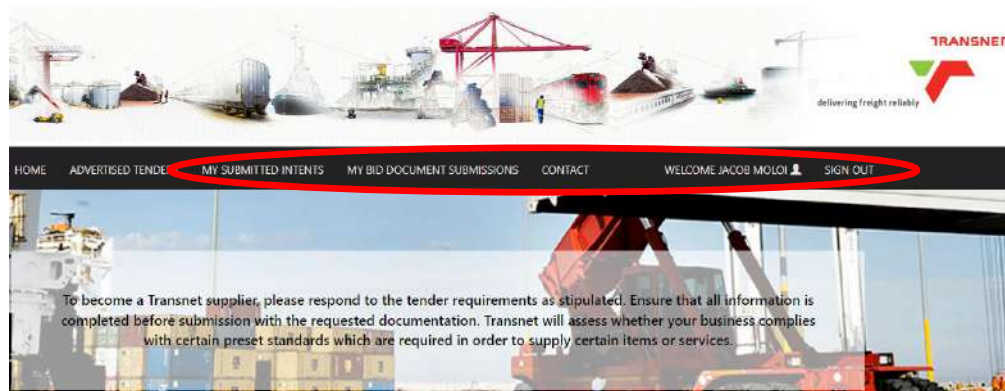 TRANSNET
delivering freight reliably
HOME ADVERTISED TENDE MY SUBMITTED INTENTS MY BID DOCUMENT SUBMISSIONS CONTACT WELCOME JACOB MOLOI SIGN OUT
To become a Transnet supplier, please respond to the tender requirements as stipulated. Ensure that all information is
completed before submission with the requested documentation. Transnet will assess whether your business complies
with certain preset standards which are required in order to supply certain items or services.